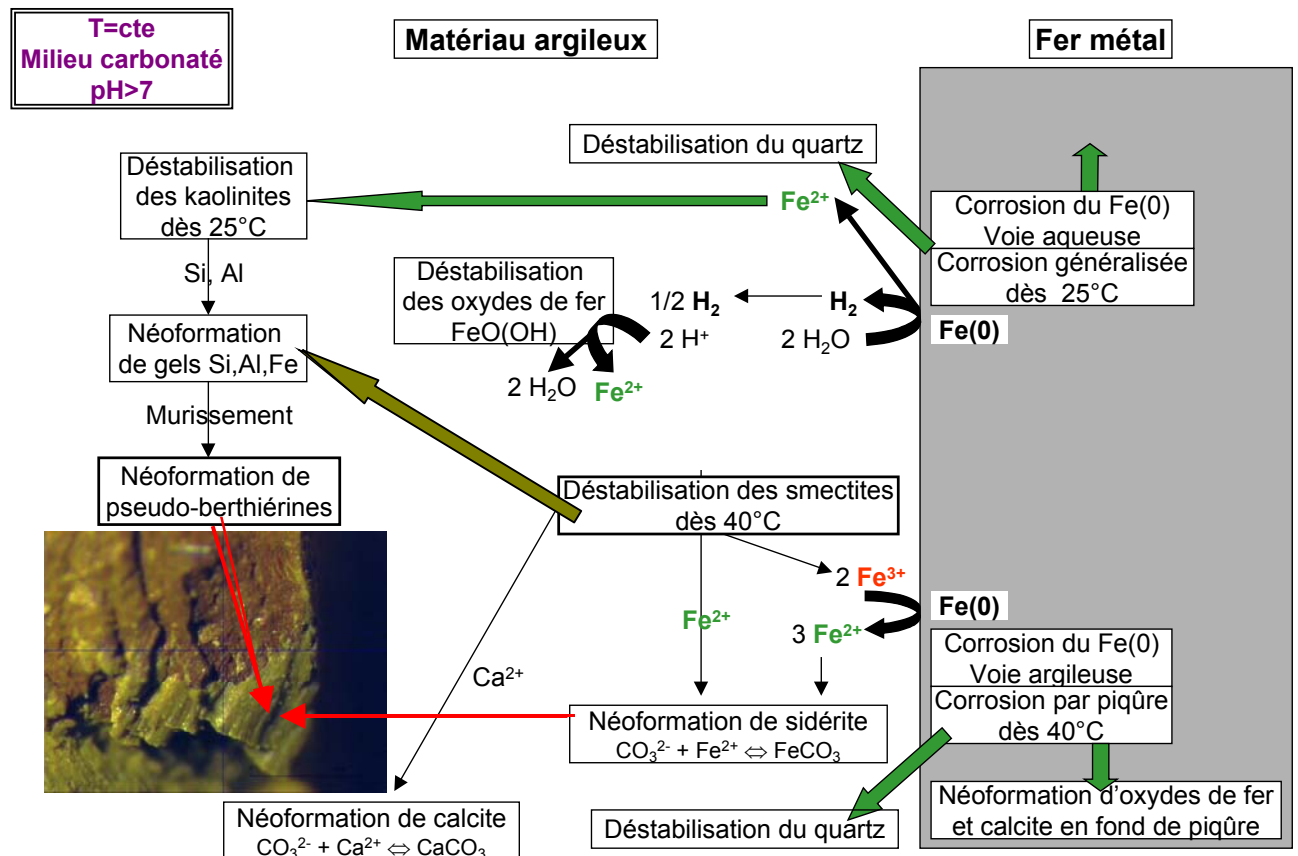 T=cte
Milieu carbonaté
pH>7
Matériau argileux
Fer métal
Déstabilisation du quartz
Déstabilisation
des kaolinites
dès 25°C
Fe²⁺
Corrosion du Fe(0)
Voie aqueuse
Corrosion généralisée
dès 25°C
Si, Al
Déstabilisation
des oxydes de fer
FeO(OH)
1/2 H₂
H₂
2 H⁺
2 H₂O
Fe(0)
Néoformation
de gels Si,Al,Fe
2 H₂O
Fe²⁺
Murissement
Néoformation de
pseudo-berthiérines
Déstabilisation des smectites
dès 40°C
2 Fe³⁺
Fe(0)
Fe²⁺
3 Fe²⁺
Corrosion du Fe(0)
Voie argileuse
Corrosion par piqûre
dès 40°C
Ca²⁺
Néoformation de sidérite
CO₃²⁻ + Fe²⁺ ⇔ FeCO₃
Néoformation d'oxydes de fer
et calcite en fond de piqûre
Néoformation de calcite
CO₃²⁻ + Ca²⁺ ⇔ CaCO₃
Déstabilisation du quartz